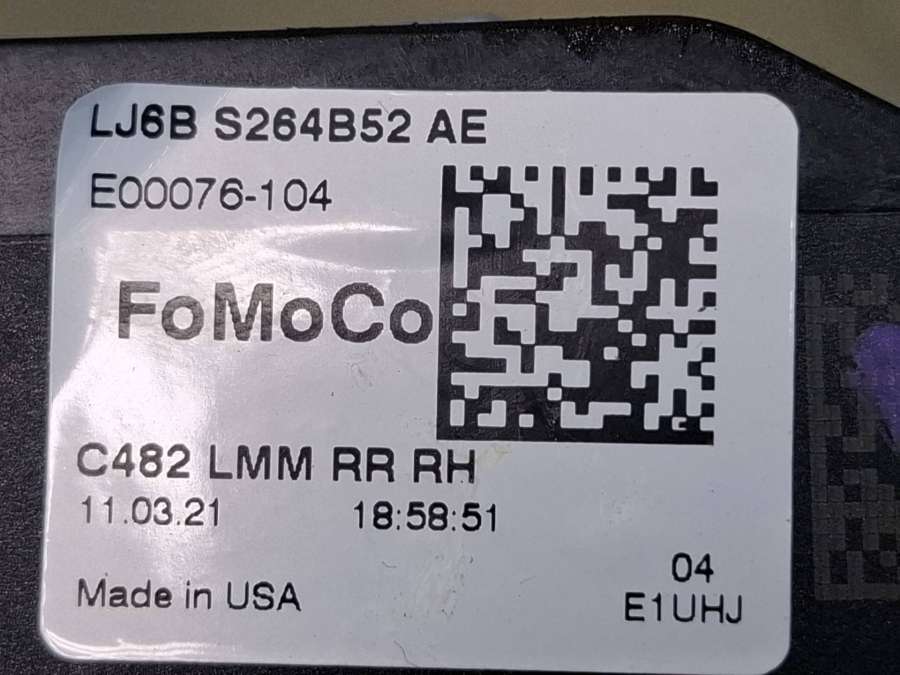 LJ6B S264B52 AE
E00076-104
FoMoCo
C482 LMM RR RH
11.03.21 18:58:51
04
Made in USA
E1UHJ